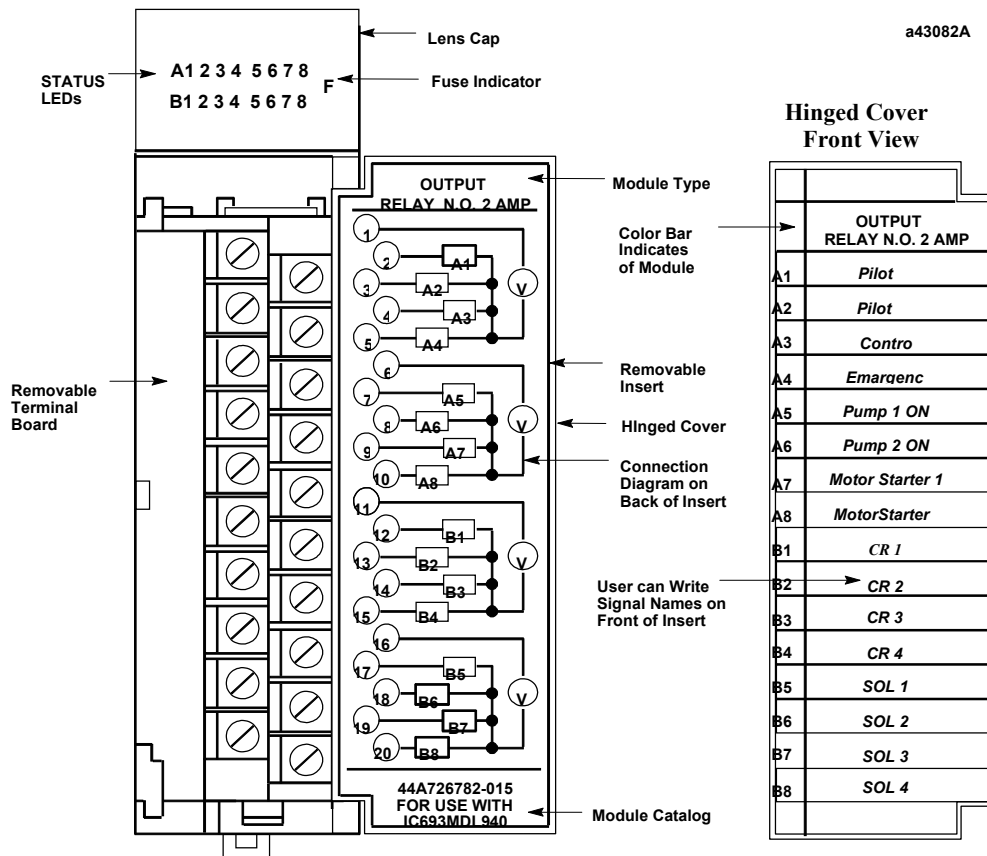 a43082A
Lens Cap
STATUS
LEDs
A1 2 3 4 5 6 7 8
B1 2 3 4 5 6 7 8
F
Fuse Indicator
OUTPUT
RELAY N.O. 2 AMP
1
2
A1
3
A2
4
A3
5
A4
V
6
7
A5
8
A6
9
A7
10
A8
V
11
12
B1
13
B2
14
B3
15
B4
V
16
17
B5
18
B6
19
B7
20
B8
V
44A726782-015
FOR USE WITH
IC693MDL940
Removable
Terminal
Board
Module Type
Color Bar
Indicates
of Module
Removable
Insert
HInged Cover
Connection
Diagram on
Back of Insert
User can Write
Signal Names on
Front of Insert
Module Catalog
Hinged Cover
Front View
OUTPUT
RELAY N.O. 2 AMP
A1 Pilot
A2 Pilot
A3 Contro
A4 Emargenc
A5 Pump 1 ON
A6 Pump 2 ON
A7 Motor Starter 1
A8 MotorStarter
B1 CR 1
B2 CR 2
B3 CR 3
B4 CR 4
B5 SOL 1
B6 SOL 2
B7 SOL 3
B8 SOL 4